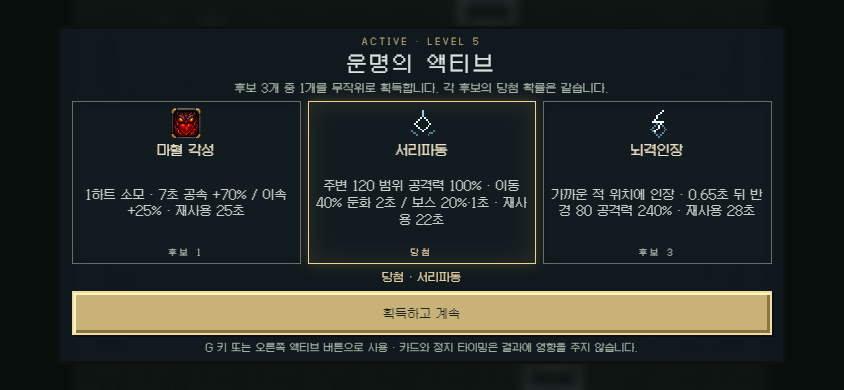 ACTIVE · LEVEL 5
운명의 액티브
후보 3개 중 1개를 무작위로 획득합니다. 각 후보의 당첨 확률은 같습니다.
마혈 각성
1하트 소모 · 7초 공속 +70% / 이속
+25% · 재사용 25초
후보 1
서리파동
주변 120 범위 공격력 100% · 이동
40% 둔화 2초 / 보스 20%·1초 · 재사
용 22초
당첨
뇌격인장
가까운 적 위치에 인장 · 0.65초 뒤 반
경 80 공격력 240% · 재사용 28초
후보 3
당첨 · 서리파동
획득하고 계속
G 키 또는 오른쪽 액티브 버튼으로 사용 · 카드와 정지 타이밍은 결과에 영향을 주지 않습니다.